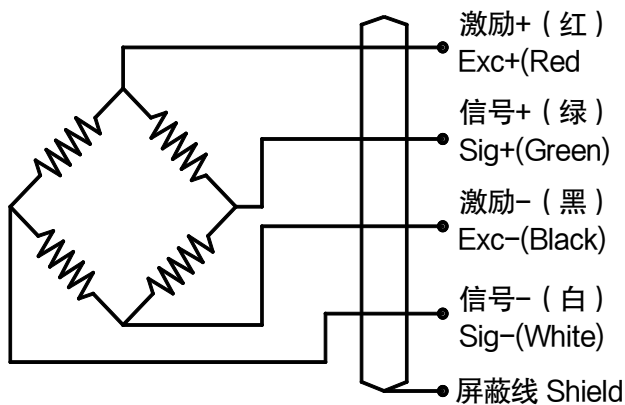 激励+（红）
Exc+(Red
信号+（绿）
Sig+(Green)
激励-（黑）
Exc-(Black)
信号-（白）
Sig-(White)
屏蔽线 Shield